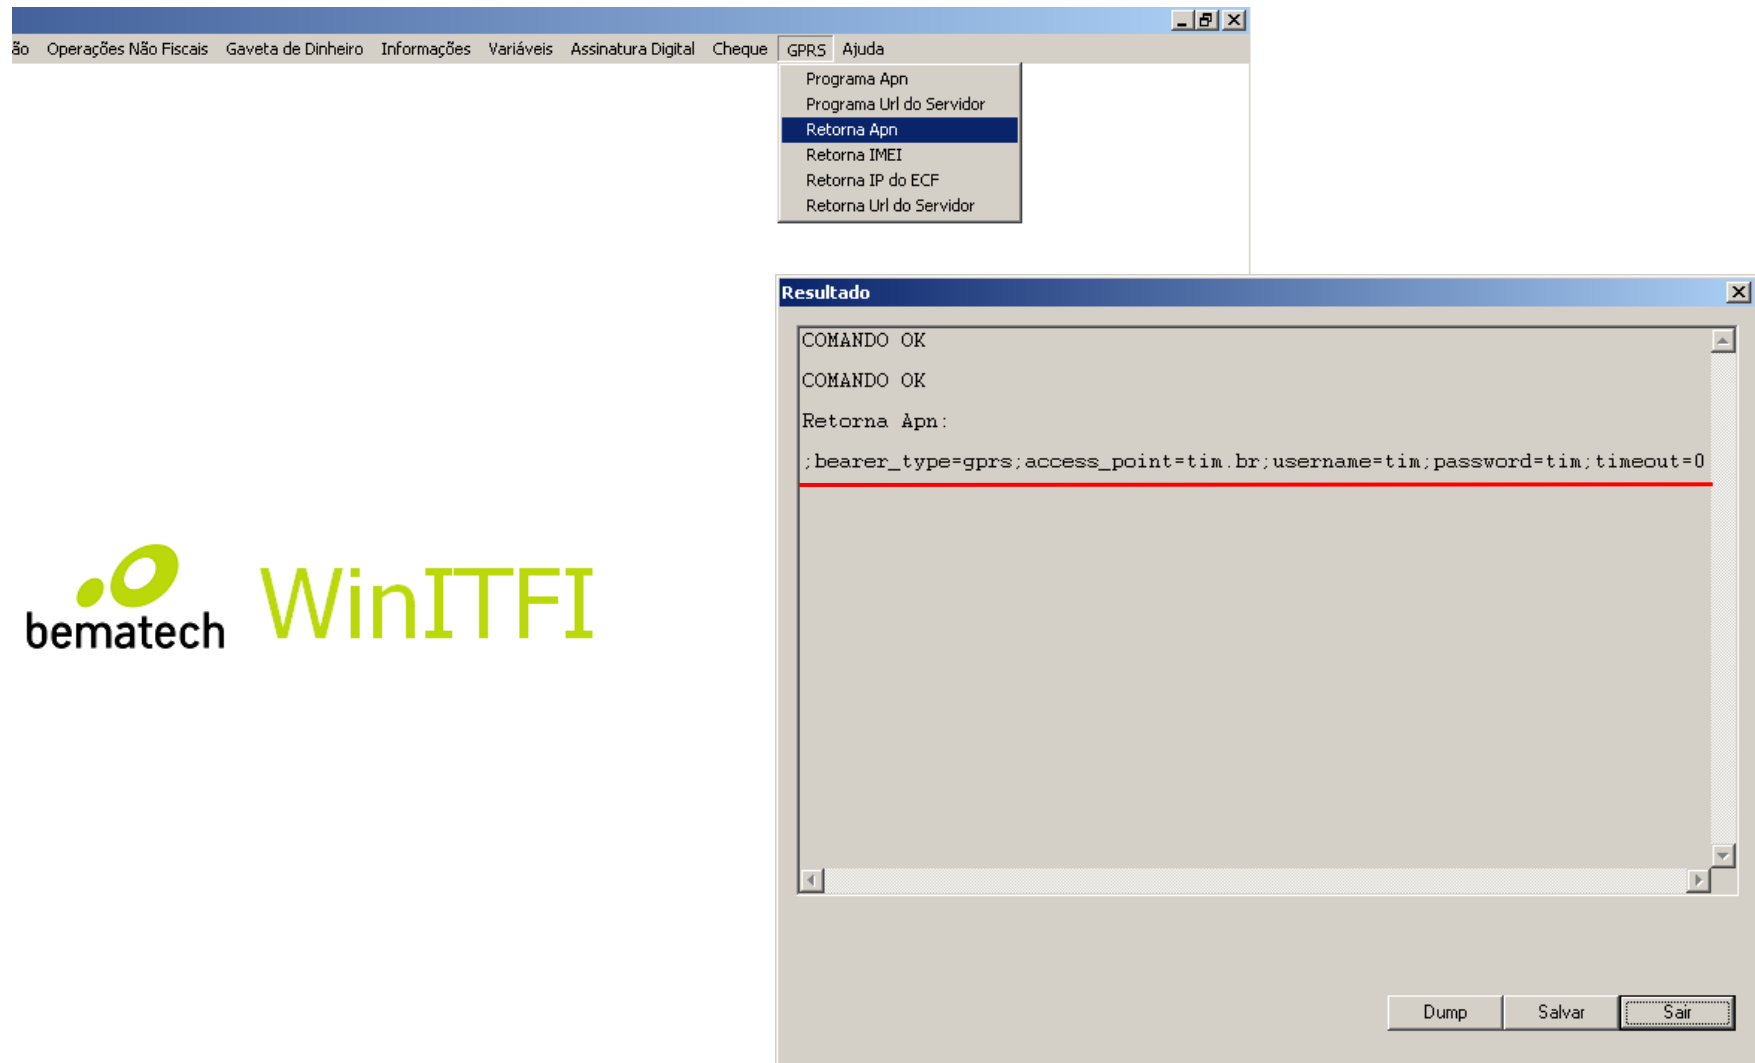 ão Operações Não Fiscais Gaveta de Dinheiro Informações Variáveis Assinatura Digital Cheque GPRS Ajuda
Programa Apn
Programa Url do Servidor
Retorna Apn
Retorna IMEI
Retorna IP do ECF
Retorna Url do Servidor
Resultado
COMANDO OK
COMANDO OK
Retorna Apn:
;bearer_type=gprs;access_point=tim.br;username=tim;password=tim;timeout=0
bematech WinITFI
Dump Salvar Sair